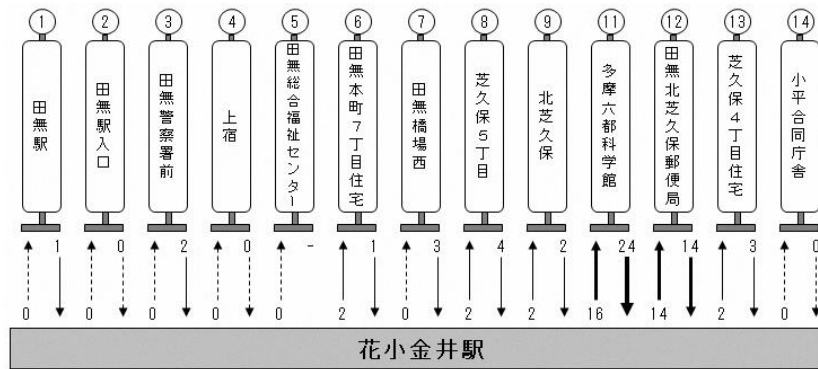 1 2 3 4 5 6 7 8 9 11 12 13 14
田無駅
田無駅入口
田無警察署前
上宿
田無総合福祉センター
田無本町7丁目住宅
田無橋場西
芝久保5丁目
北芝久保
多摩六都科学館
田無北芝久保郵便局
芝久保4丁目住宅
小平合同庁舎
1 0 2 0 - 1 3 4 2 24 14 3 0
0 0 0 0 0 2 0 2 2 16 14 2 0
花小金井駅